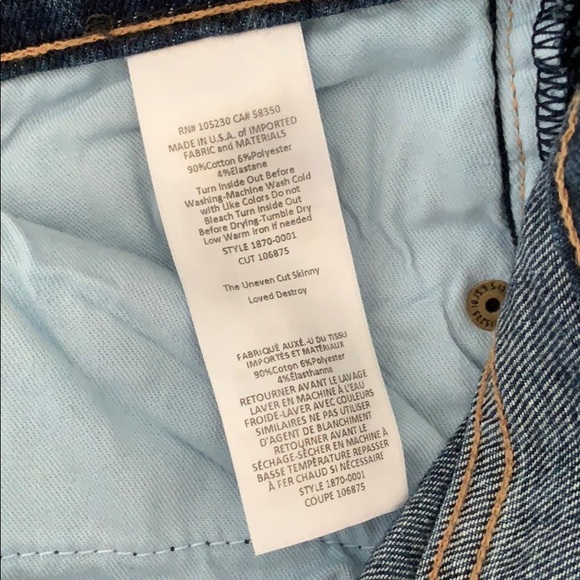 RN# 105230 CA# 58350
MADE IN U.S.A. of IMPORTED
FABRIC and MATERIALS
90%Cotton 6%Polyester
4%Elastane
Turn Inside Out Before
Washing-Machine Wash Cold
with Like Colors Do not
Bleach Turn Inside Out
Before Drying-Tumble Dry
Low Warm Iron if needed
STYLE 1870-0001
CUT 106875
The Uneven Cut Skinny
Loved Destroy
FABRIQUÉ AUXÉ.-U DU TISSU
IMPORTÉS ET MATÉRIAUX
90%Coton 6%Polyester
4%Élasthanne
RETOURNER AVANT LE LAVAGE
LAVER EN MACHINE À L'EAU
FROIDE-LAVER AVEC COULEURS
SIMILAIRES NE PAS UTILISER
D'AGENT DE BLANCHIMENT
RETOURNER AVANT DU
SÉCHAGE-SÉCHER EN MACHINE À
BASSE TEMPÈRATURE REPASSER
À FER CHAUD SI NÉCESSAIRE
STYLE 1870-0001
COUPE 106875